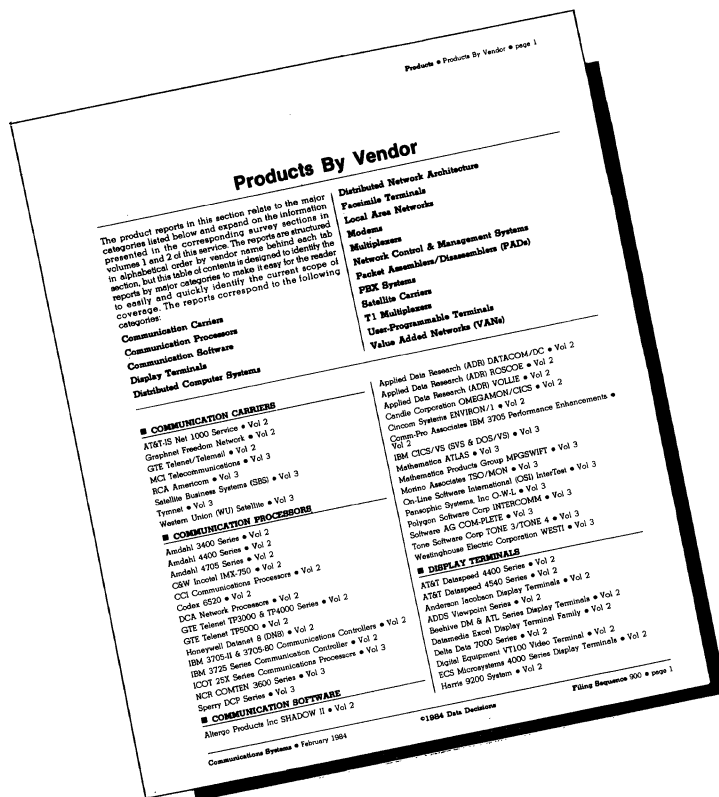 Products • Products By Vendor • page 1
Products By Vendor
The product reports in this section relate to the major
categories listed below and expand on the information
presented in the corresponding survey sections in
volumes 1 and 2 of this service. The reports are structured
in alphabetical order by vendor name behind each tab
section, but this table of contents is designed to identify the
reports by major categories to make it easy for the reader
to easily and quickly identify the current scope of
coverage. The reports correspond to the following
categories:
Communication Carriers
Communication Processors
Communication Software
Display Terminals
Distributed Computer Systems
Distributed Network Architecture
Facsimile Terminals
Local Area Networks
Modems
Multiplexers
Network Control & Management Systems
Packet Assemblers/Disassemblers (PADs)
PBX Systems
Satellite Carriers
T1 Multiplexers
User-Programmable Terminals
Value Added Networks (VANs)
■ COMMUNICATION CARRIERS
AT&T-IS Net 1000 Service • Vol 2
Graphnet Freedom Network • Vol 2
GTE Telenet/Telemail • Vol 2
MCI Telecommunications • Vol 3
RCA Americom • Vol 3
Satellite Business Systems (SBS) • Vol 3
Tymnet • Vol 3
Western Union (WU) Satellite • Vol 3
■ COMMUNICATION PROCESSORS
Amdahl 3400 Series • Vol 2
Amdahl 4400 Series • Vol 2
Amdahl 4705 Series • Vol 2
C&W Inotel IMX-750 • Vol 2
CCI Communications Processors • Vol 2
Codex 6520 • Vol 2
DCA Network Processors • Vol 2
GTE Telenet TP3000 & TP4000 Series • Vol 2
GTE Telenet TP5000 • Vol 2
Honeywell Datanet 8 (DN8) • Vol 2
IBM 3705-II & 3705-80 Communications Controllers • Vol 2
IBM 3725 Series Communication Controller • Vol 2
ICOT 25X Series Communications Processors • Vol 3
NCR COMTEN 3600 Series • Vol 3
Sperry DCP Series • Vol 3
■ COMMUNICATION SOFTWARE
Altergo Products Inc SHADOW II • Vol 2
Applied Data Research (ADR) DATACOM/DC • Vol 2
Applied Data Research (ADR) ROSCOE • Vol 2
Applied Data Research (ADR) VOLLIE • Vol 2
Candle Corporation OMEGAMON/CICS • Vol 2
Cincom Systems ENVIRON/1 • Vol 2
Comm-Pro Associates IBM 3705 Performance Enhancements •
Vol 2
IBM CICS/VS (SVS & DOS/VS) • Vol 3
Mathematica ATLAS • Vol 3
Mathematica Products Group MPGSWIFT • Vol 3
Morino Associates TSO/MON • Vol 3
On-Line Software International (OSI) InterTest • Vol 3
Pansophic Systems, Inc O-W-L • Vol 3
Polygon Software Corp INTERCOMM • Vol 3
Software AG COM-PLETE • Vol 3
Tone Software Corp TONE 3/TONE 4 • Vol 3
Westinghouse Electric Corporation WESTI • Vol 3
■ DISPLAY TERMINALS
AT&T Dataspeed 4400 Series • Vol 2
AT&T Dataspeed 4540 Series • Vol 2
Anderson Jacobson Display Terminals • Vol 2
ADDS Viewpoint Series • Vol 2
Beehive DM & ATL Series Display Terminals • Vol 2
Datamedia Excel Display Terminal Family • Vol 2
Delta Data 7000 Series • Vol 2
Digital Equipment VT100 Video Terminal • Vol 2
ECS Microsystems 4000 Series Display Terminals • Vol 2
Harris 9200 System • Vol 2
Communications Systems • February 1984
©1984 Data Decisions
Filing Sequence 900 • page 1